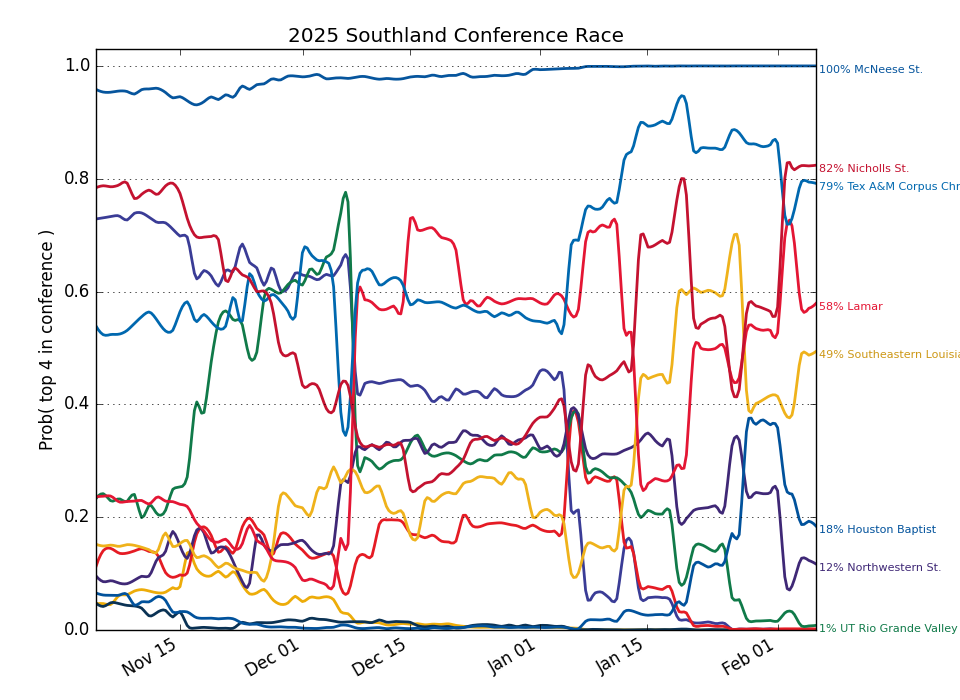 2025 Southland Conference Race
Prob( top 4 in conference )
1.0
0.8
0.6
0.4
0.2
0.0
Nov 15
Dec 01
Dec 15
Jan 01
Jan 15
Feb 01
100% McNeese St.
82% Nicholls St.
79% Tex A&M Corpus Chr
58% Lamar
49% Southeastern Louisia
18% Houston Baptist
12% Northwestern St.
1% UT Rio Grande Valley